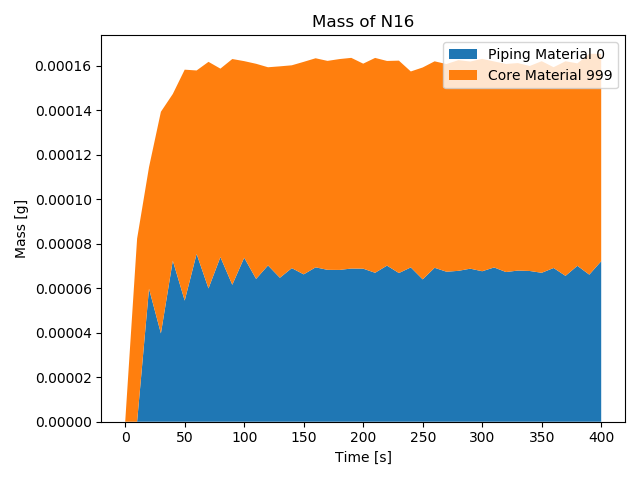 Mass of N16
Piping Material 0
Core Material 999
Mass [g]
0.00016
0.00014
0.00012
0.00010
0.00008
0.00006
0.00004
0.00002
0.00000
0 50 100 150 200 250 300 350 400
Time [s]